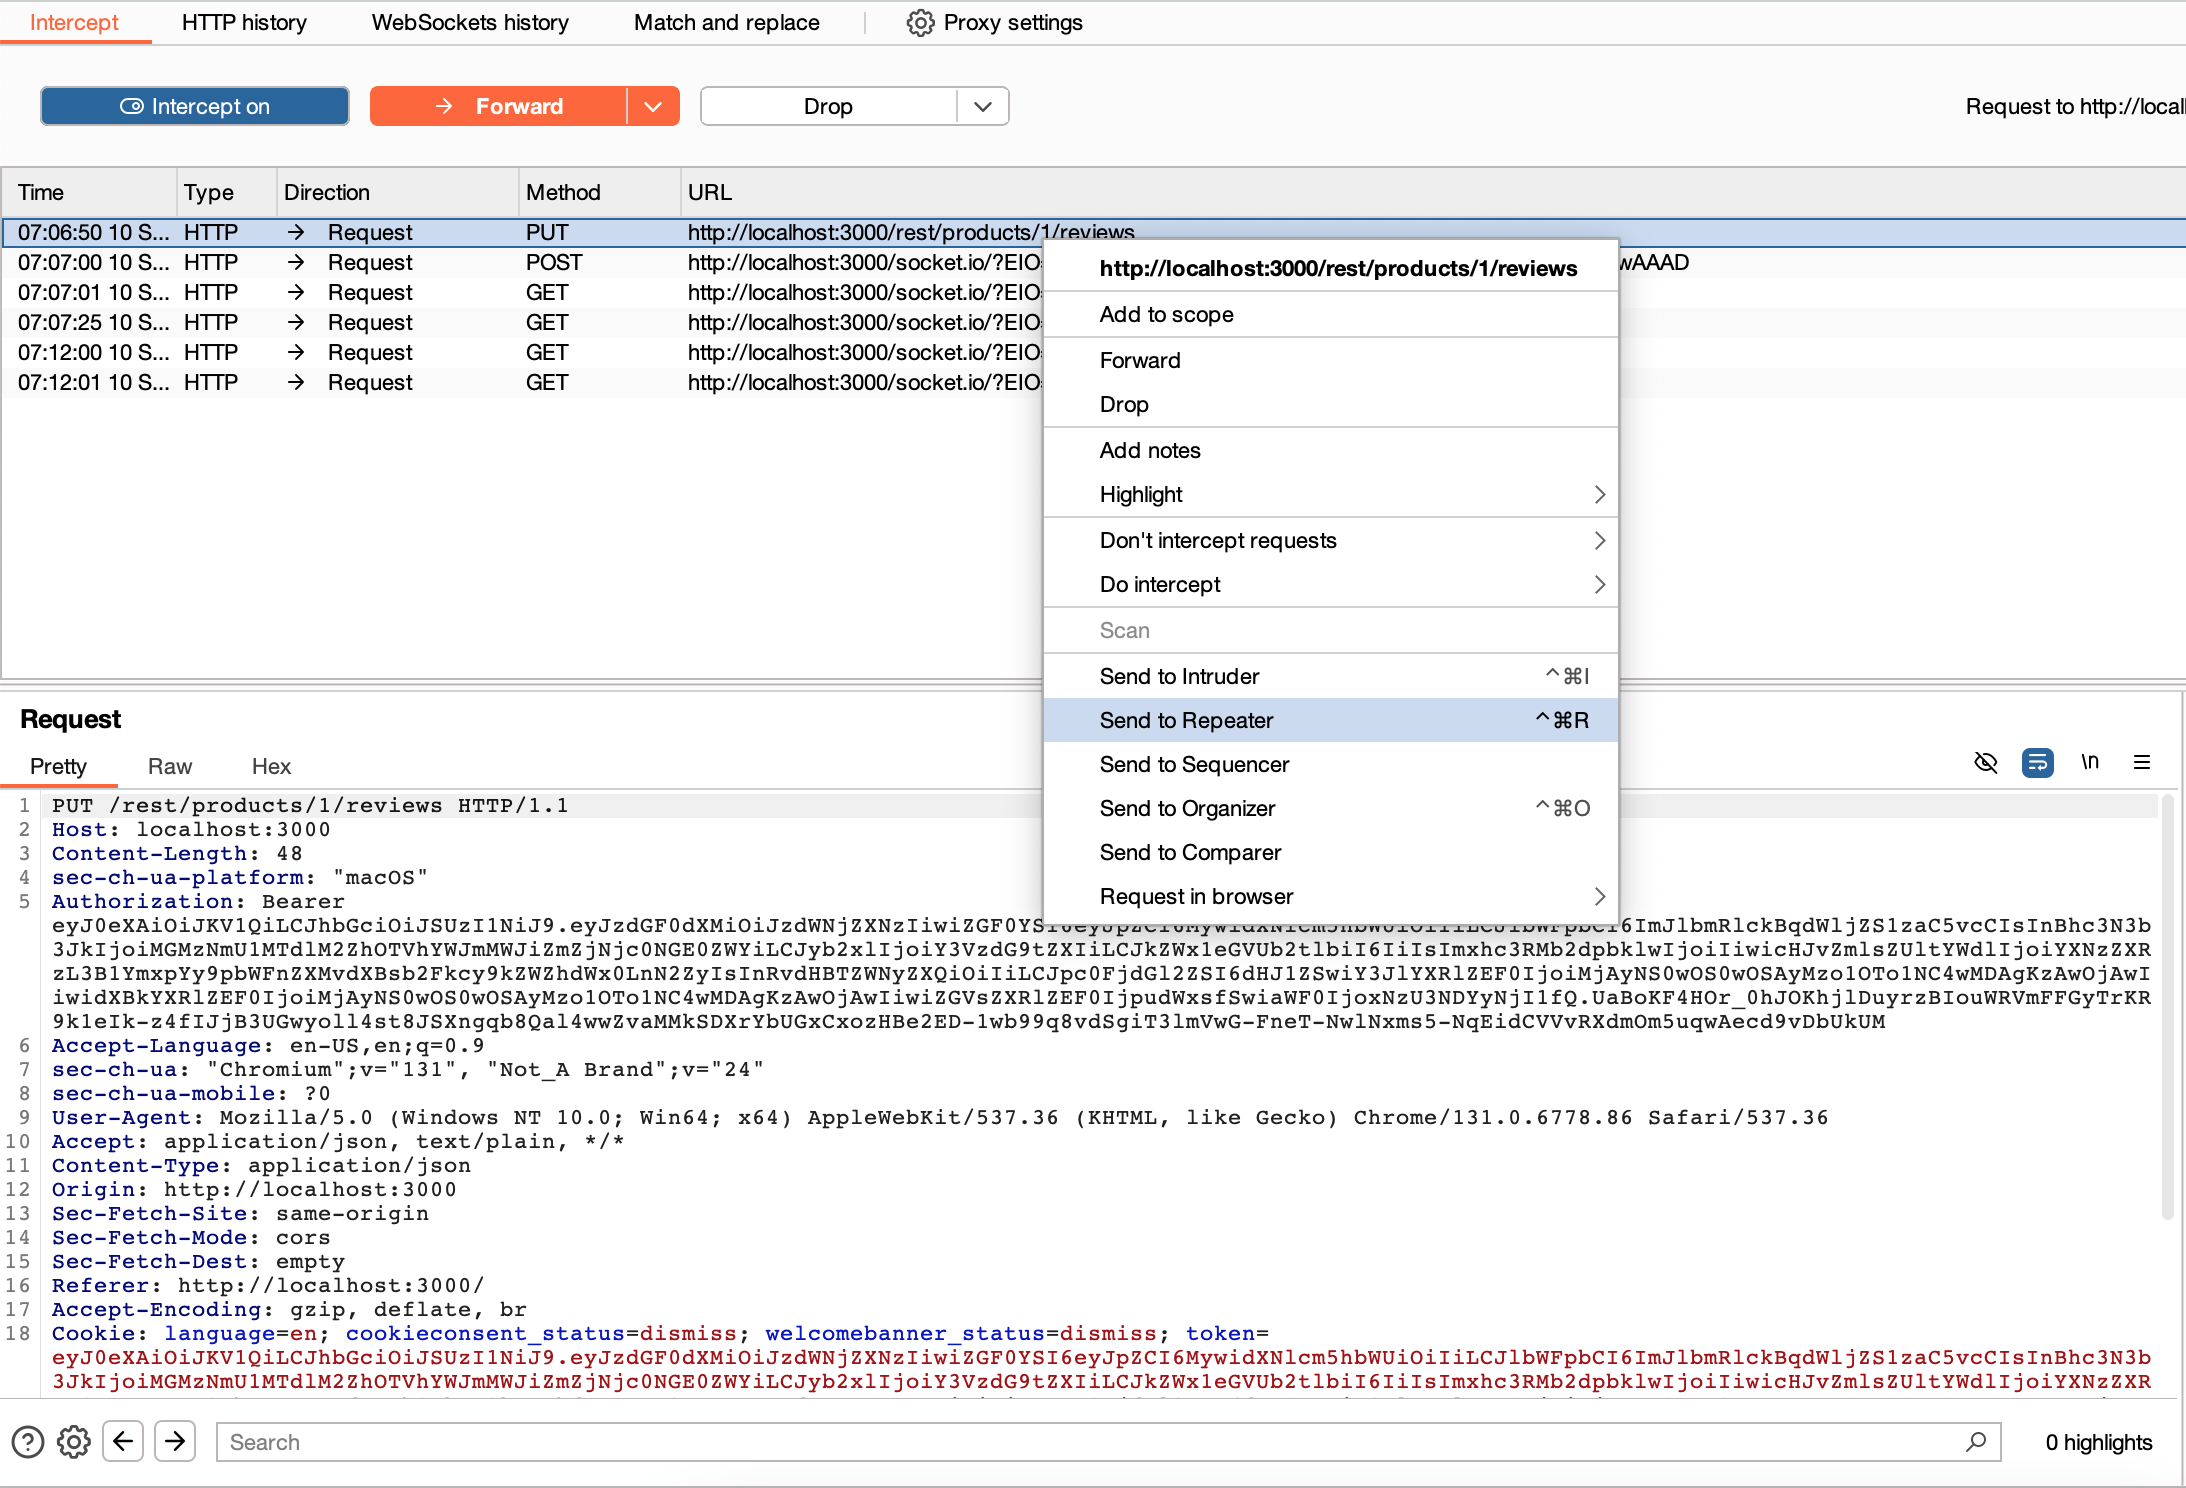 Intercept HTTP history WebSockets history Match and replace Proxy settings
Intercept on Forward Drop Request to http://local
Time Type Direction Method URL
07:06:50 10 S... HTTP → Request PUT http://localhost:3000/rest/products/1/reviews
07:07:00 10 S... HTTP → Request POST http://localhost:3000/socket.io/?EIO= wAAAD
07:07:01 10 S... HTTP → Request GET http://localhost:3000/socket.io/?EIO=
07:07:25 10 S... HTTP → Request GET http://localhost:3000/socket.io/?EIO=
07:12:00 10 S... HTTP → Request GET http://localhost:3000/socket.io/?EIO=
07:12:01 10 S... HTTP → Request GET http://localhost:3000/socket.io/?EIO=
http://localhost:3000/rest/products/1/reviews
Add to scope
Forward
Drop
Add notes
Highlight
Don't intercept requests
Do intercept
Scan
Send to Intruder ^⌘I
Send to Repeater ^⌘R
Send to Sequencer
Send to Organizer ^⌘O
Send to Comparer
Request in browser
Request
Pretty Raw Hex \n
1 PUT /rest/products/1/reviews HTTP/1.1
2 Host: localhost:3000
3 Content-Length: 48
4 sec-ch-ua-platform: "macOS"
5 Authorization: Bearer
3JkIjoiMGMzNmU1MTdlM2ZhOTVhYWJmMWJiZmZjNjc0NGE0ZWYiLCJyb2xlIjoiY3VzdG9tZXIiLCJkZWx1eGVUb2tlbiI6IiIsImxhc3RMb2dpbklwIjoiIiwicHJvZmlsZUltYWdlIjoiYXNzZXR
zL3B1YmxpYy9pbWFnZXMvdXBsb2Fkcy9kZWZhdWx0LnN2ZyIsInRvdHBTZWNyZXQiOiIiLCJpc0FjdGl2ZSI6dHJ1ZSwiY3JlYXRlZEF0IjoiMjAyNS0wOS0wOSAyMzo1OTo1NC4wMDAgKzAwOjAwI
iwidXBkYXRlZEF0IjoiMjAyNS0wOS0wOSAyMzo1OTo1NC4wMDAgKzAwOjAwIiwiZGVsZXRlZEF0IjpudWxsfSwiaWF0IjoxNzU3NDYyNjI1fQ.UaBoKF4HOr_0hJOKhjlDuyrzBIouWRVmFFGyTrKR
9k1eIk-z4fIJjB3UGwyoll4st8JSXngqb8Qal4wwZvaMMkSDXrYbUGxCxozHBe2ED-1wb99q8vdSgiT3lmVwG-FneT-NwlNxms5-NqEidCVVvRXdmOm5uqwAecd9vDbUkUM
6 Accept-Language: en-US,en;q=0.9
7 sec-ch-ua: "Chromium";v="131", "Not_A Brand";v="24"
8 sec-ch-ua-mobile: ?0
9 User-Agent: Mozilla/5.0 (Windows NT 10.0; Win64; x64) AppleWebKit/537.36 (KHTML, like Gecko) Chrome/131.0.6778.86 Safari/537.36
10 Accept: application/json, text/plain, */*
11 Content-Type: application/json
12 Origin: http://localhost:3000
13 Sec-Fetch-Site: same-origin
14 Sec-Fetch-Mode: cors
15 Sec-Fetch-Dest: empty
16 Referer: http://localhost:3000/
17 Accept-Encoding: gzip, deflate, br
18 Cookie: language=en; cookieconsent_status=dismiss; welcomebanner_status=dismiss; token=
eyJ0eXAiOiJKV1QiLCJhbGciOiJSUzI1NiJ9.eyJzdGF0dXMiOiJzdWNjZXNzIiwiZGF0YSI6eyJpZCI6MywidXNlcm5hbWUiOiIiLCJlbWFpbCI6ImJlbmRlckBqdWljZS1zaC5vcCIsInBhc3N3b
3JkIjoiMGMzNmU1MTdlM2ZhOTVhYWJmMWJiZmZjNjc0NGE0ZWYiLCJyb2xlIjoiY3VzdG9tZXIiLCJkZWx1eGVUb2tlbiI6IiIsImxhc3RMb2dpbklwIjoiIiwicHJvZmlsZUltYWdlIjoiYXNzZXR
Search 0 highlights